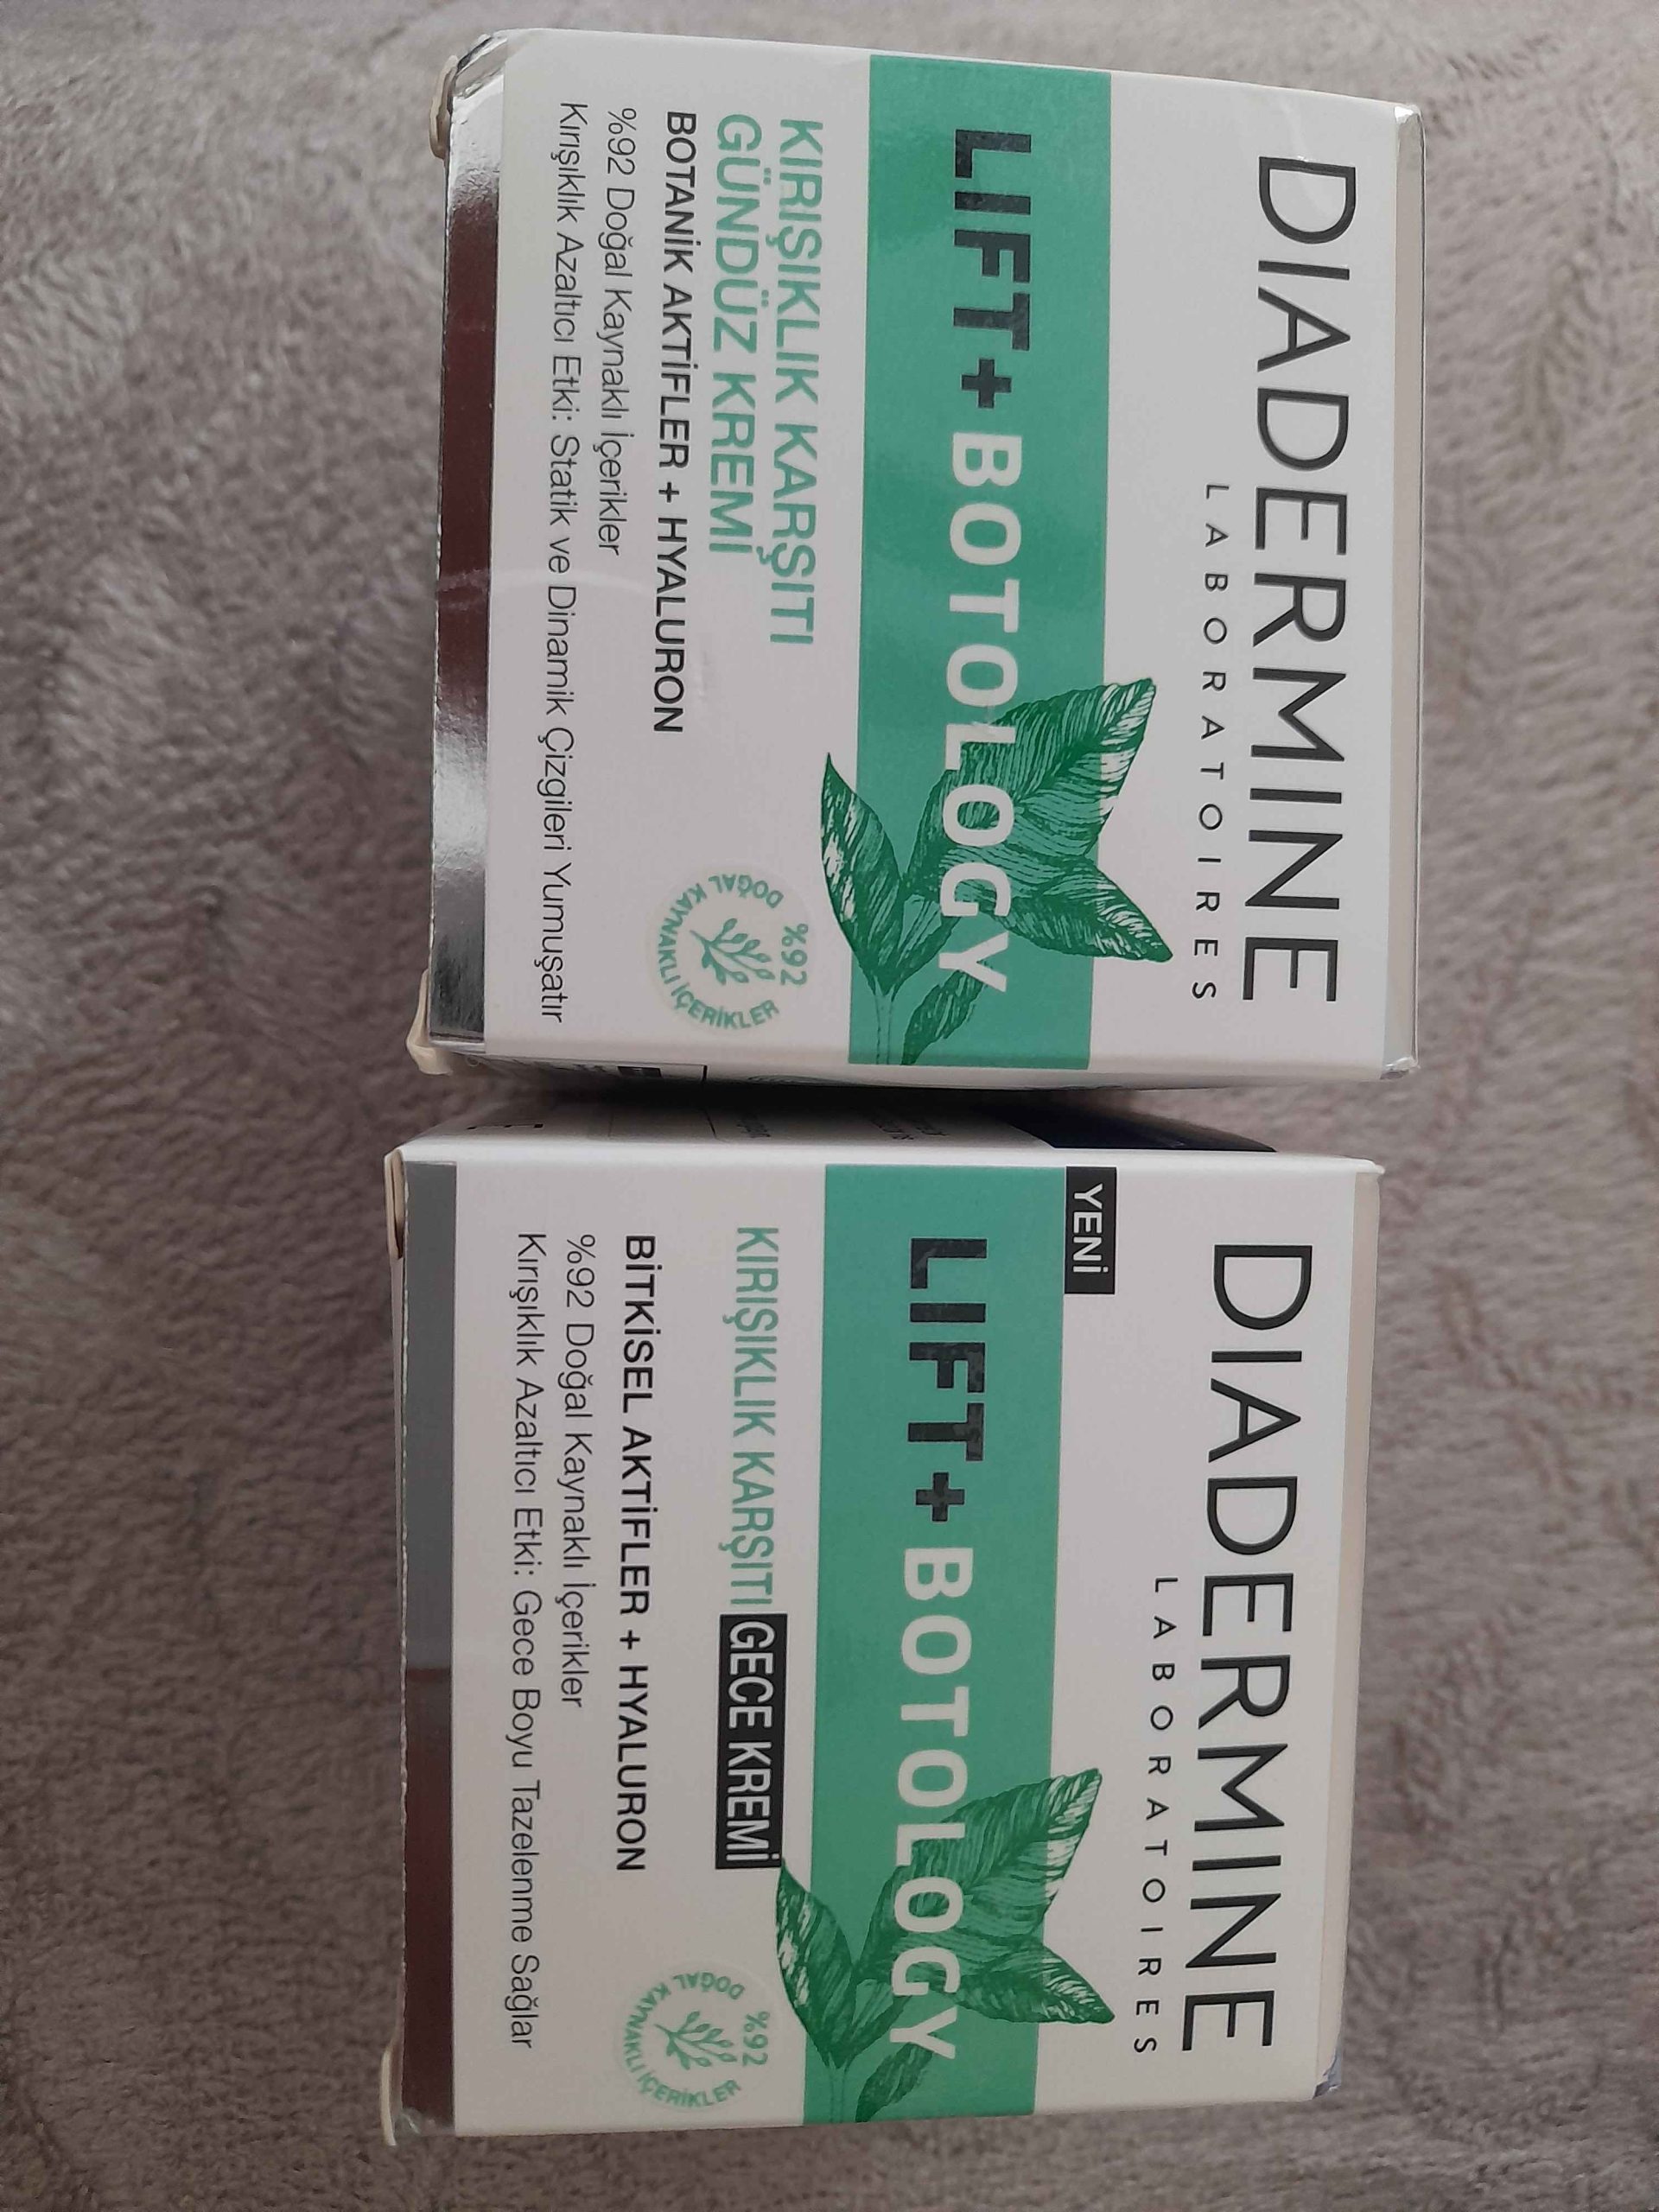 DIADERMINE
LABORATOIRES
LIFT+ BOTOLOGY
KIRIŞIKLIK KARŞITI
GÜNDÜZ KREMİ
BOTANİK AKTİFLER + HYALURON
%92 Doğal Kaynaklı İçerikler
Kırışıklık Azaltıcı Etki: Statik ve Dinamik Çizgileri Yumuşatır
%92
DOĞAL KAYNAKLI İÇERİKLER
DIADERMINE
LABORATOIRES
YENİ
LIFT+ BOTOLOGY
KIRIŞIKLIK KARŞITI GECE KREMİ
BİTKİSEL AKTİFLER + HYALURON
%92 Doğal Kaynaklı İçerikler
Kırışıklık Azaltıcı Etki: Gece Boyu Tazelenme Sağlar
%92
DOĞAL KAYNAKLI İÇERİKLER